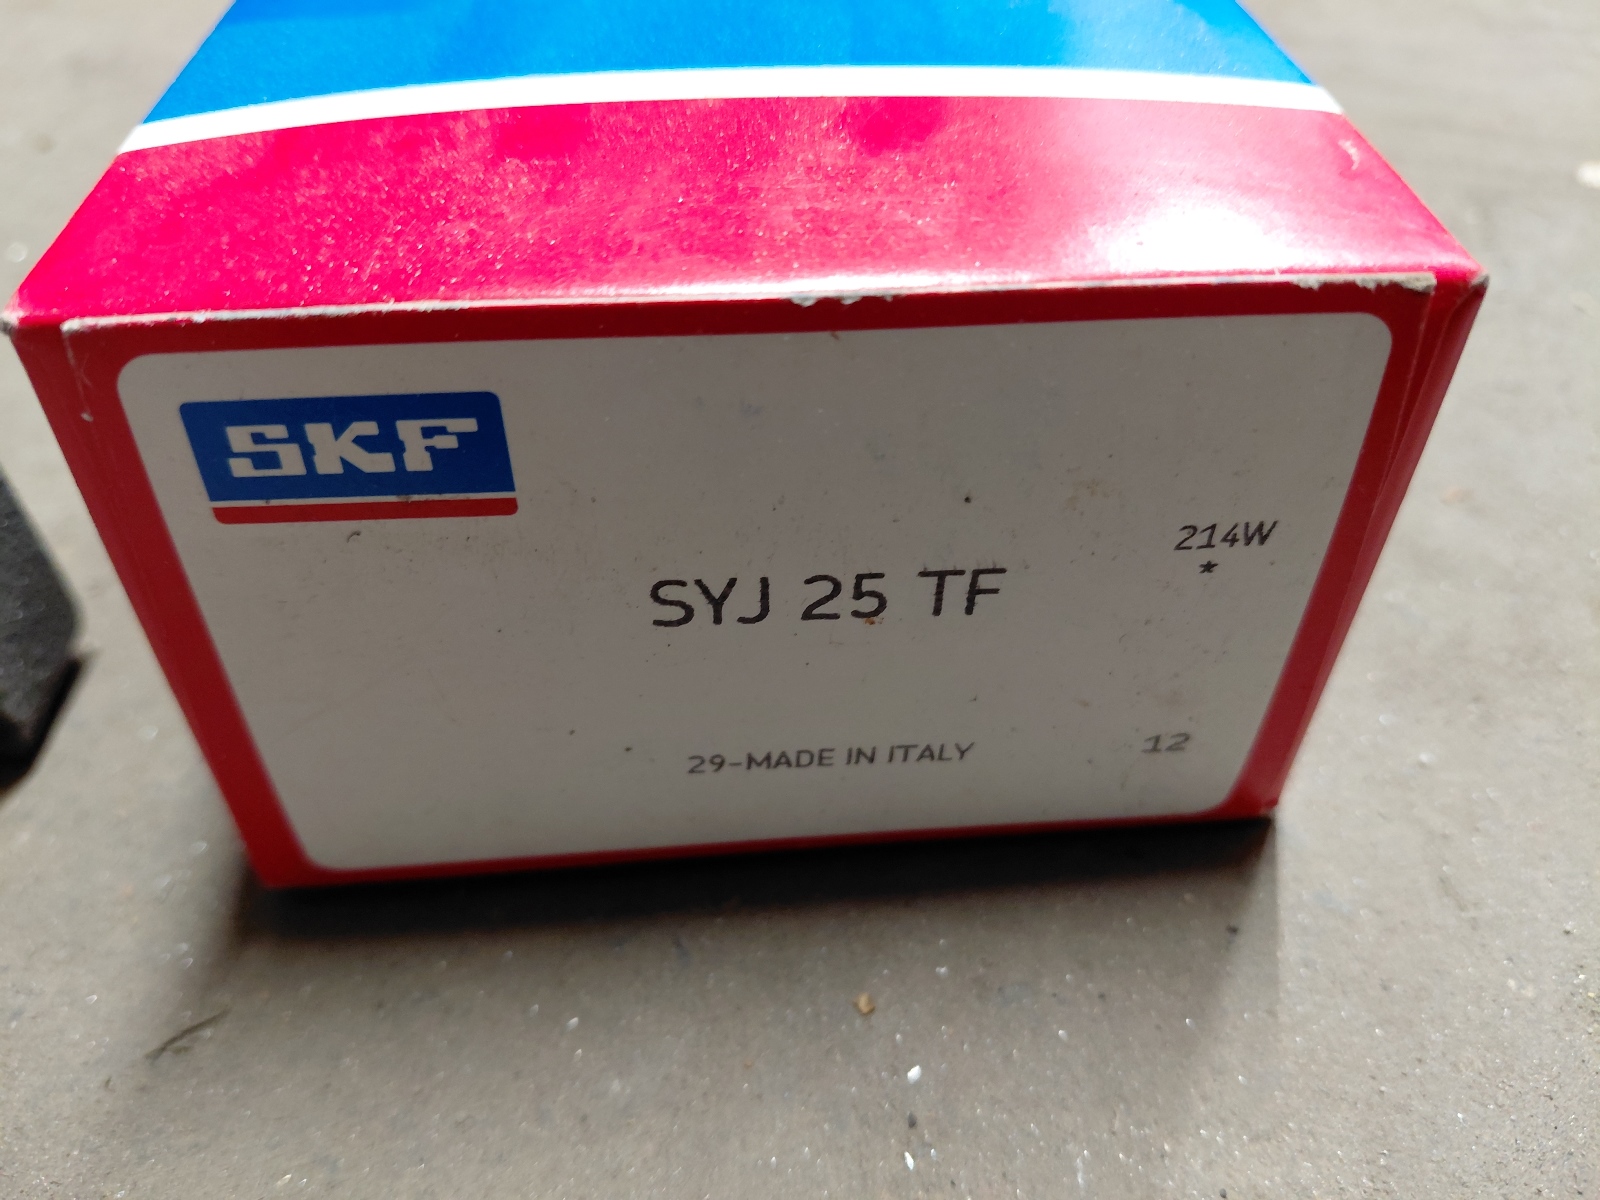 SKF
214W
*
SYJ 25 TF
29-MADE IN ITALY
12